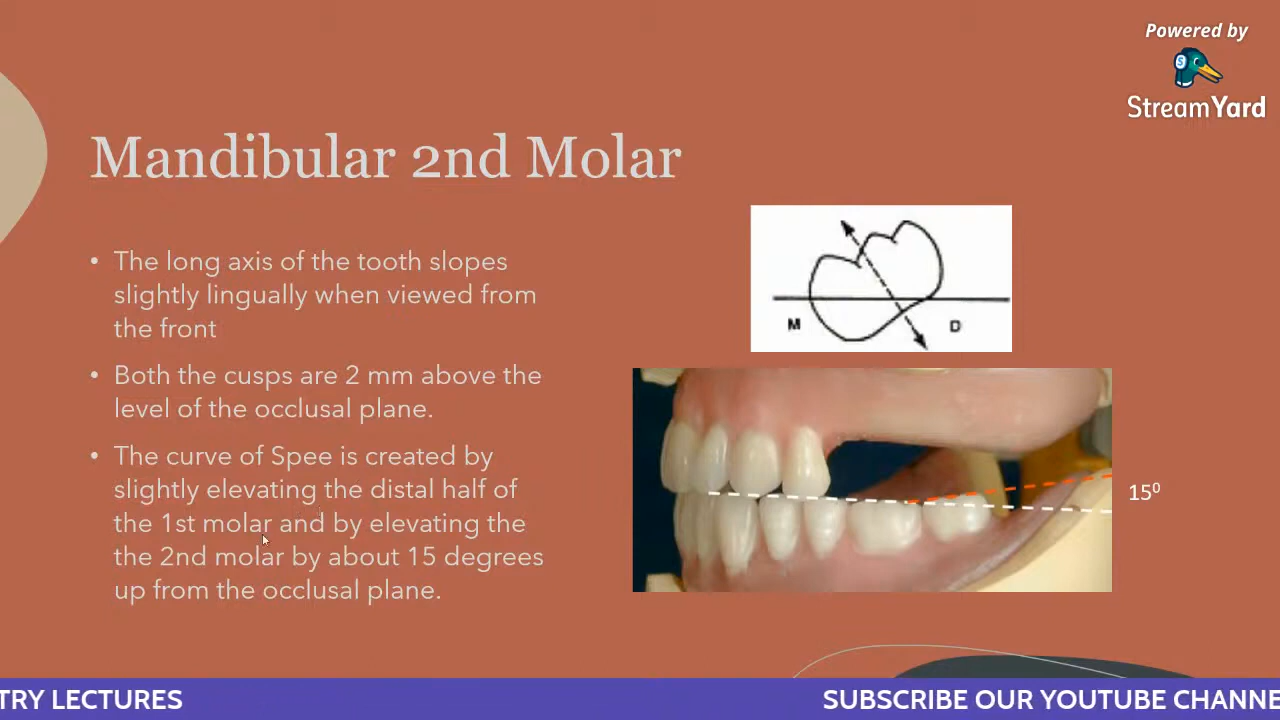 Powered by
StreamYard
Mandibular 2nd Molar
• The long axis of the tooth slopes
slightly lingually when viewed from
the front
• Both the cusps are 2 mm above the
level of the occlusal plane.
• The curve of Spee is created by
slightly elevating the distal half of
the 1st molar and by elevating the
the 2nd molar by about 15 degrees
up from the occlusal plane.
M D
15⁰
TRY LECTURES
SUBSCRIBE OUR YOUTUBE CHANNE